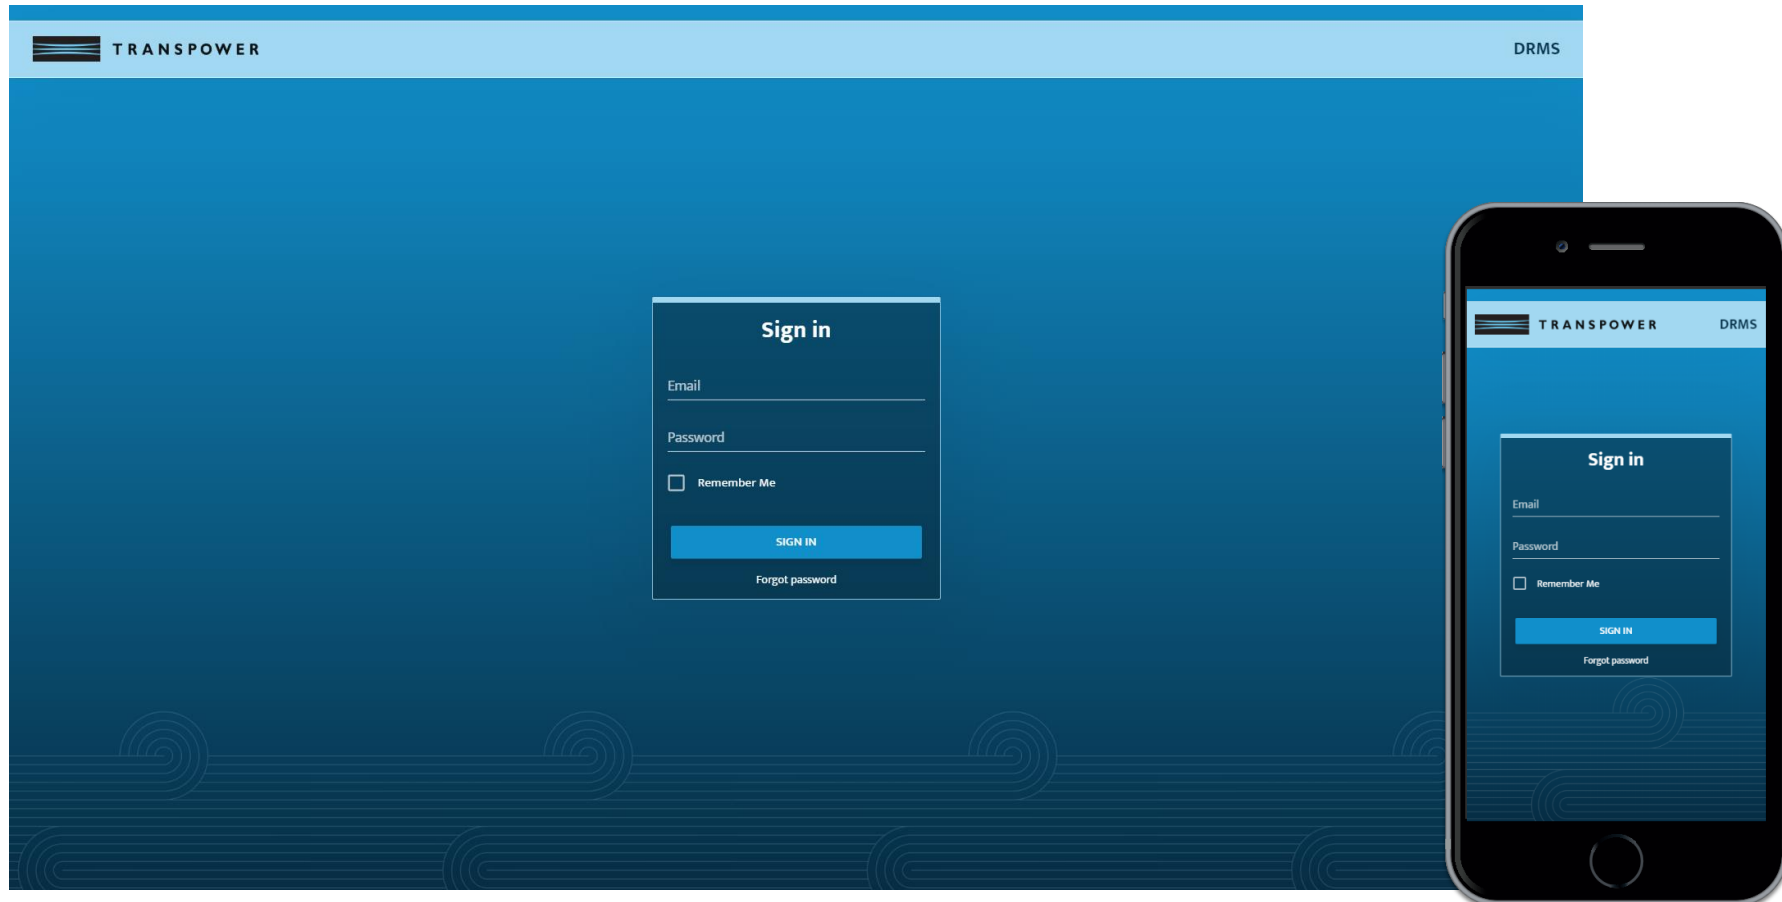 TRANSPOWER
DRMS
Sign in
Email
Password
Remember Me
SIGN IN
Forgot password
TRANSPOWER
DRMS
Sign in
Email
Password
Remember Me
SIGN IN
Forgot password